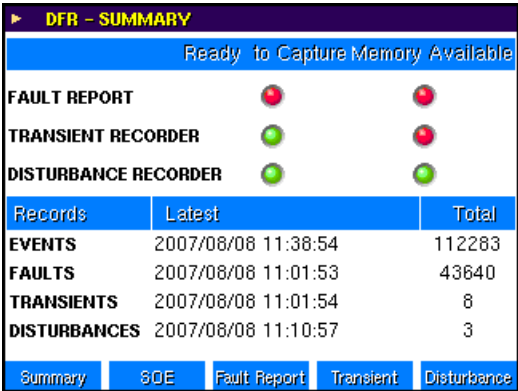 DFR - SUMMARY
Ready to Capture Memory Available
FAULT REPORT
TRANSIENT RECORDER
DISTURBANCE RECORDER
Records Latest Total
EVENTS 2007/08/08 11:38:54 112283
FAULTS 2007/08/08 11:01:53 43640
TRANSIENTS 2007/08/08 11:01:54 8
DISTURBANCES 2007/08/08 11:10:57 3
Summary SOE Fault Report Transient Disturbance